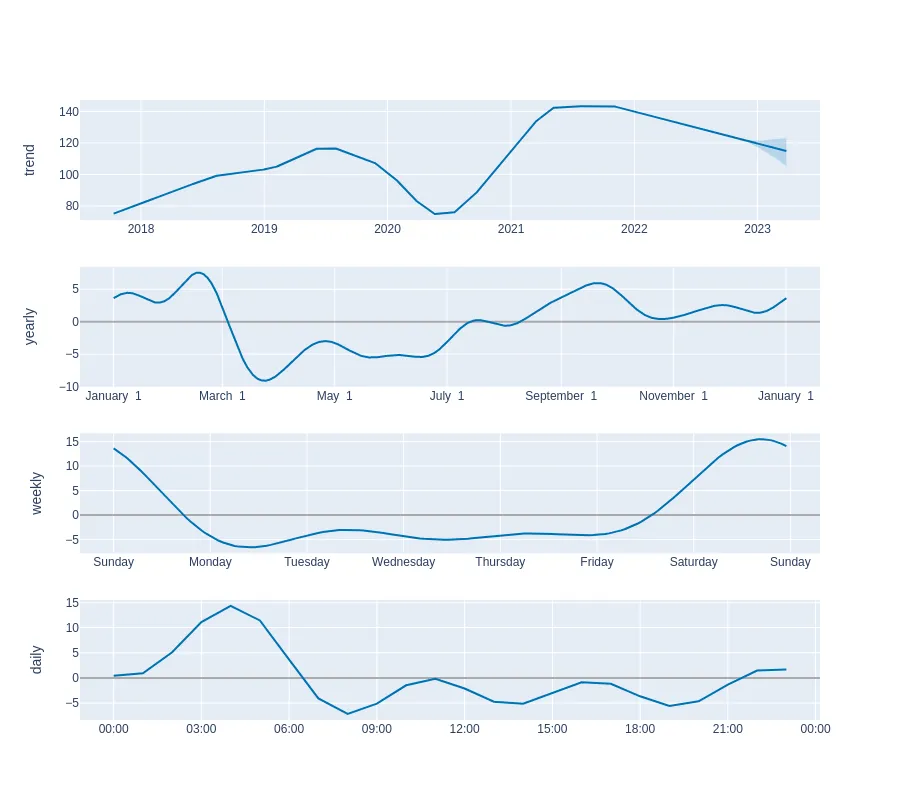 trend
140
120
100
80
2018 2019 2020 2021 2022 2023
yearly
5
0
−5
−10
January 1 March 1 May 1 July 1 September 1 November 1 January 1
weekly
15
10
5
0
−5
Sunday Monday Tuesday Wednesday Thursday Friday Saturday Sunday
daily
15
10
5
0
−5
00:00 03:00 06:00 09:00 12:00 15:00 18:00 21:00 00:00